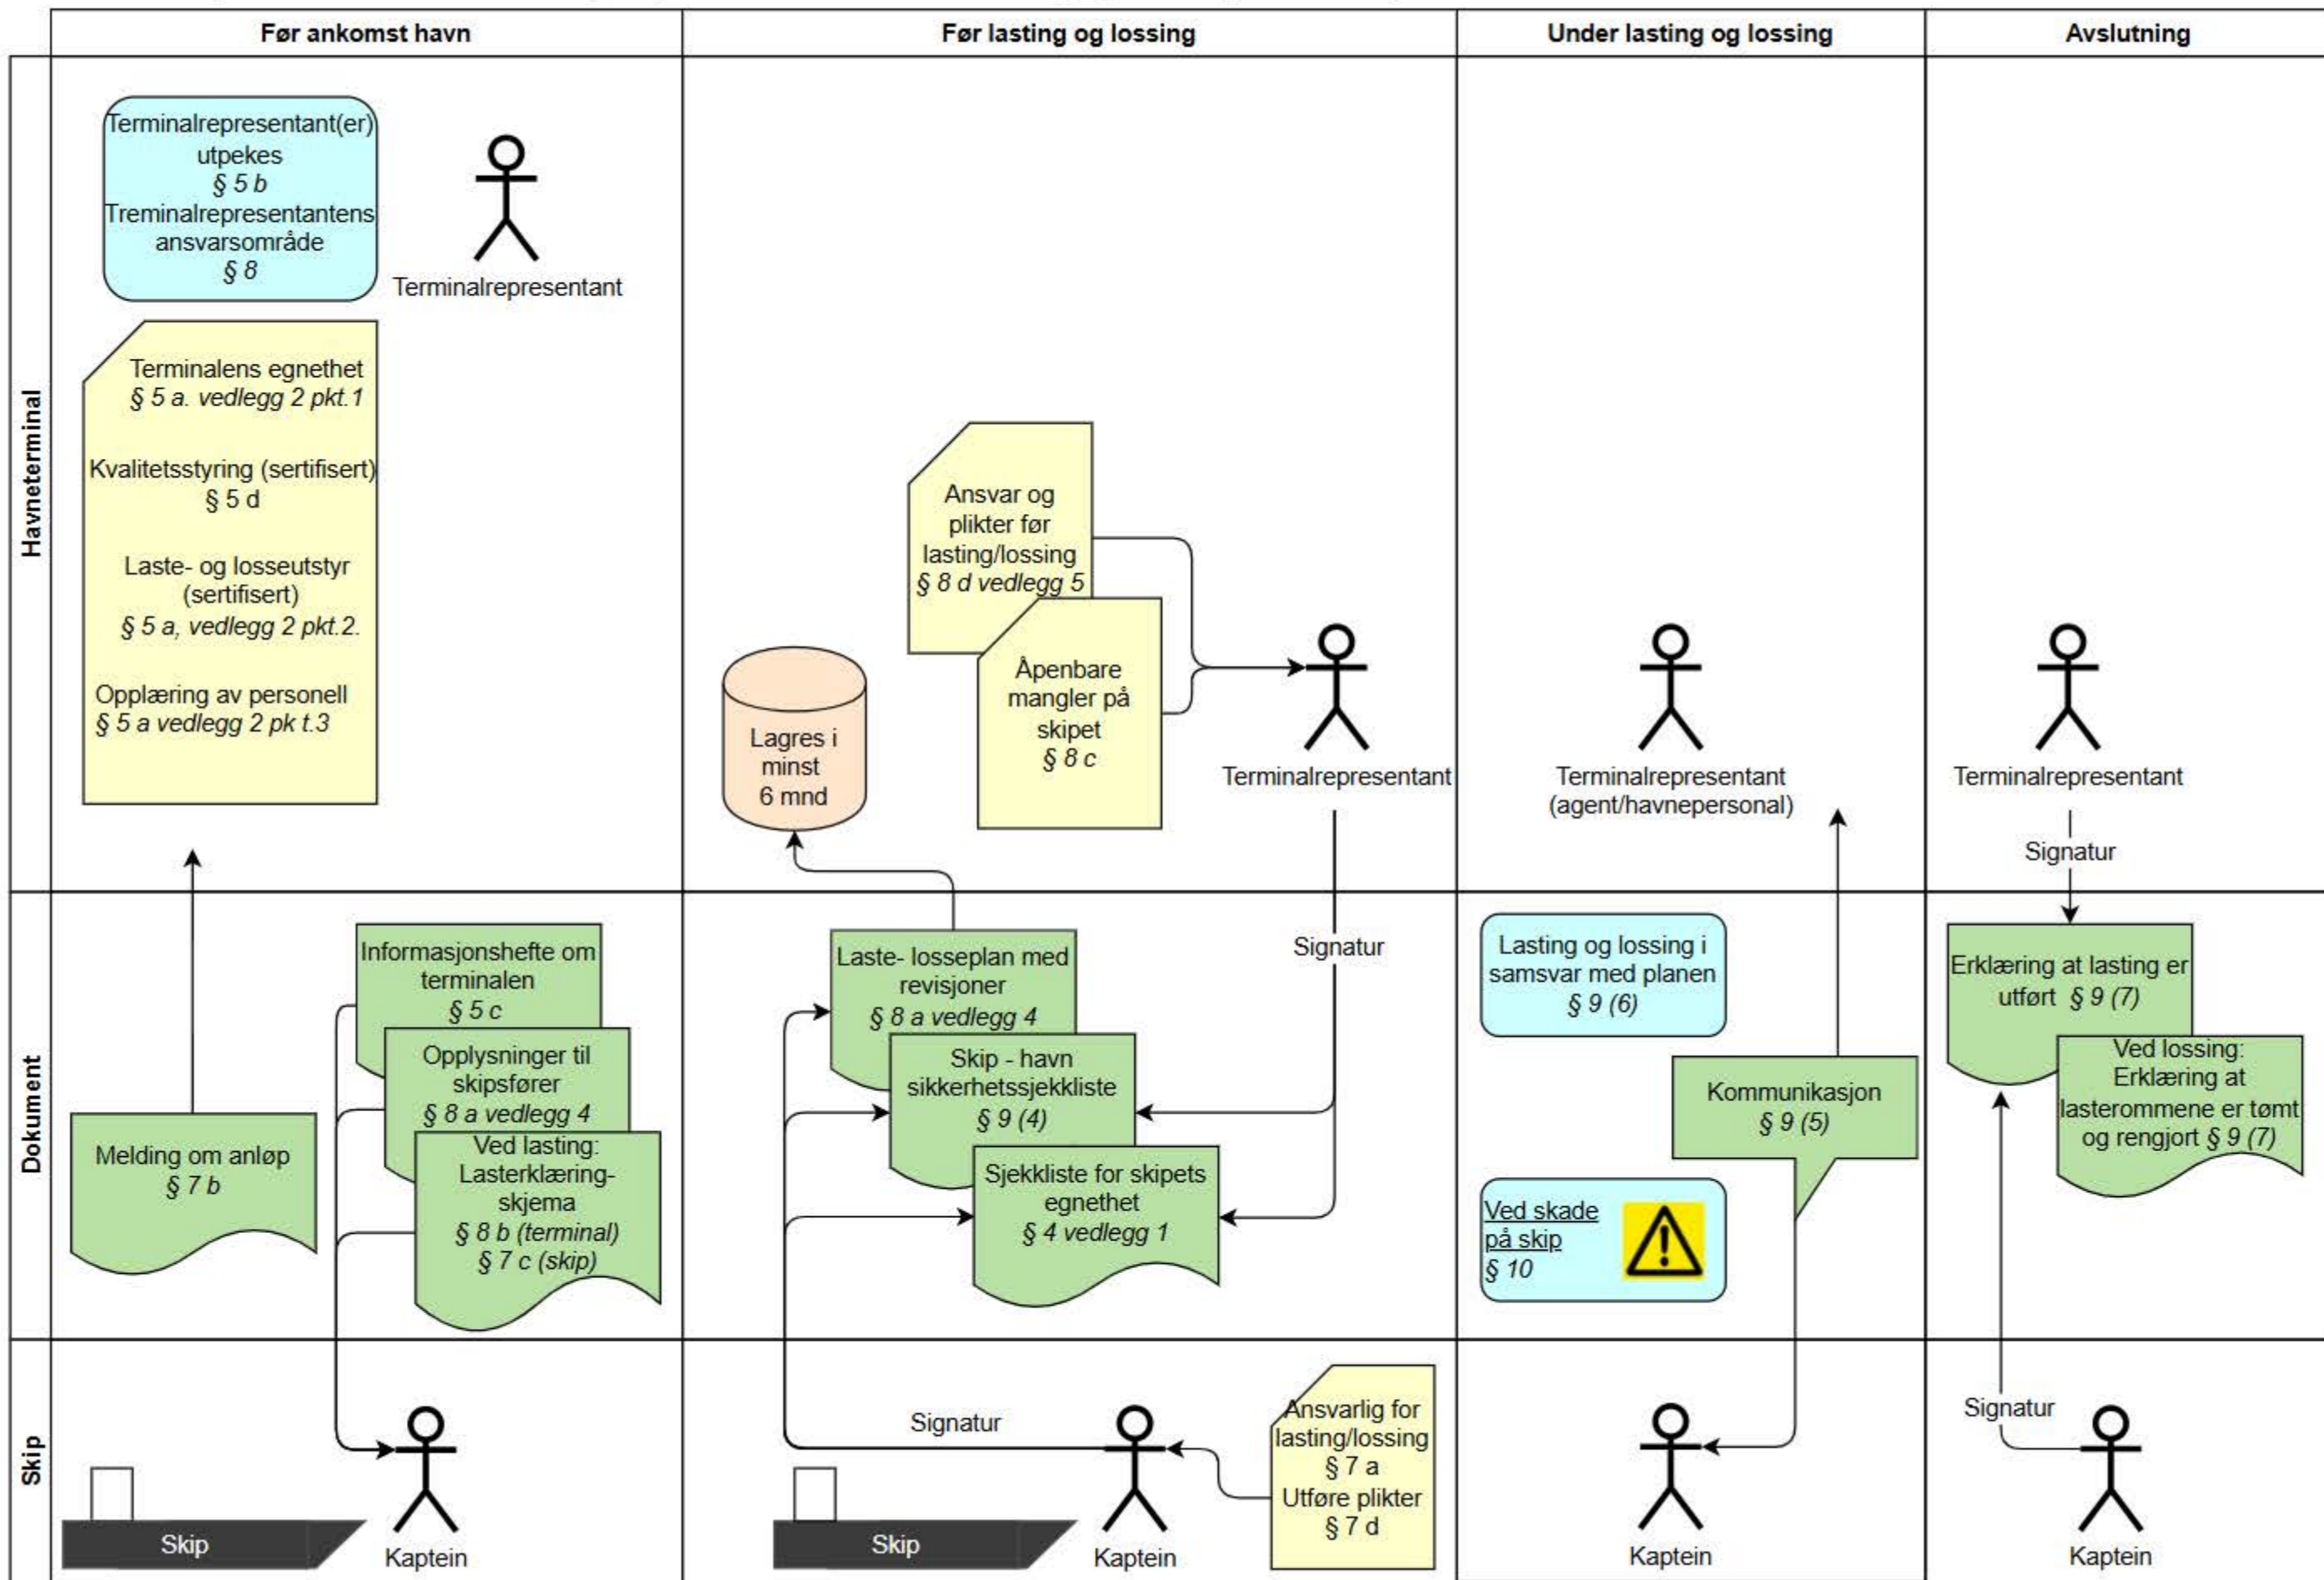 Før ankomst havn
Før lasting og lossing
Under lasting og lossing
Avslutning
Havneterminal
Terminalrepresentant(er)
utpekes
§ 5 b
Treminalrepresentantens
ansvarsområde
§ 8
Terminalrepresentant
Terminalens egnethet
§ 5 a. vedlegg 2 pkt.1
Kvalitetsstyring (sertifisert)
§ 5 d
Laste- og losseutstyr
(sertifisert)
§ 5 a, vedlegg 2 pkt.2.
Opplæring av personell
§ 5 a vedlegg 2 pk t.3
Ansvar og
plikter før
lasting/lossing
§ 8 d vedlegg 5
Åpenbare
mangler på
skipet
§ 8 c
Lagres i
minst
6 mnd
Terminalrepresentant
Terminalrepresentant
(agent/havnepersonal)
Terminalrepresentant
Signatur
Dokument
Melding om anløp
§ 7 b
Informasjonshefte om
terminalen
§ 5 c
Opplysninger til
skipsfører
§ 8 a vedlegg 4
Ved lasting:
Lasterklæring-
skjema
§ 8 b (terminal)
§ 7 c (skip)
Laste- losseplan med
revisjoner
§ 8 a vedlegg 4
Skip - havn
sikkerhetssjekkliste
§ 9 (4)
Sjekkliste for skipets
egnethet
§ 4 vedlegg 1
Signatur
Lasting og lossing i
samsvar med planen
§ 9 (6)
Kommunikasjon
§ 9 (5)
Ved skade
på skip
§ 10
Erklæring at lasting er
utført § 9 (7)
Ved lossing:
Erklæring at
lasterommene er tømt
og rengjort § 9 (7)
Skip
Skip
Kaptein
Signatur
Skip
Kaptein
Ansvarlig for
lasting/lossing
§ 7 a
Utføre plikter
§ 7 d
Kaptein
Signatur
Kaptein